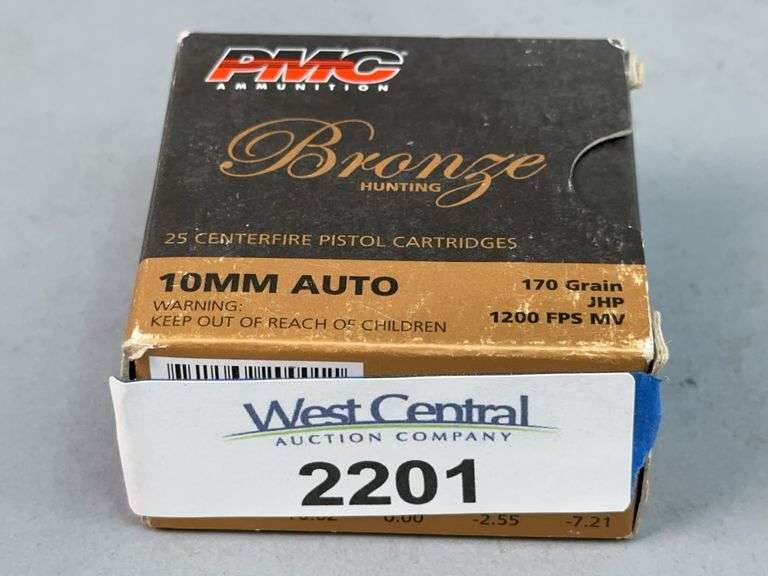 PMC®
AMMUNITION
Bronze
HUNTING
25 CENTERFIRE PISTOL CARTRIDGES
10MM AUTO
170 Grain
JHP
1200 FPS MV
WARNING:
KEEP OUT OF REACH OF CHILDREN
West Central
AUCTION COMPANY
2201
0.00 -2.55 -7.21